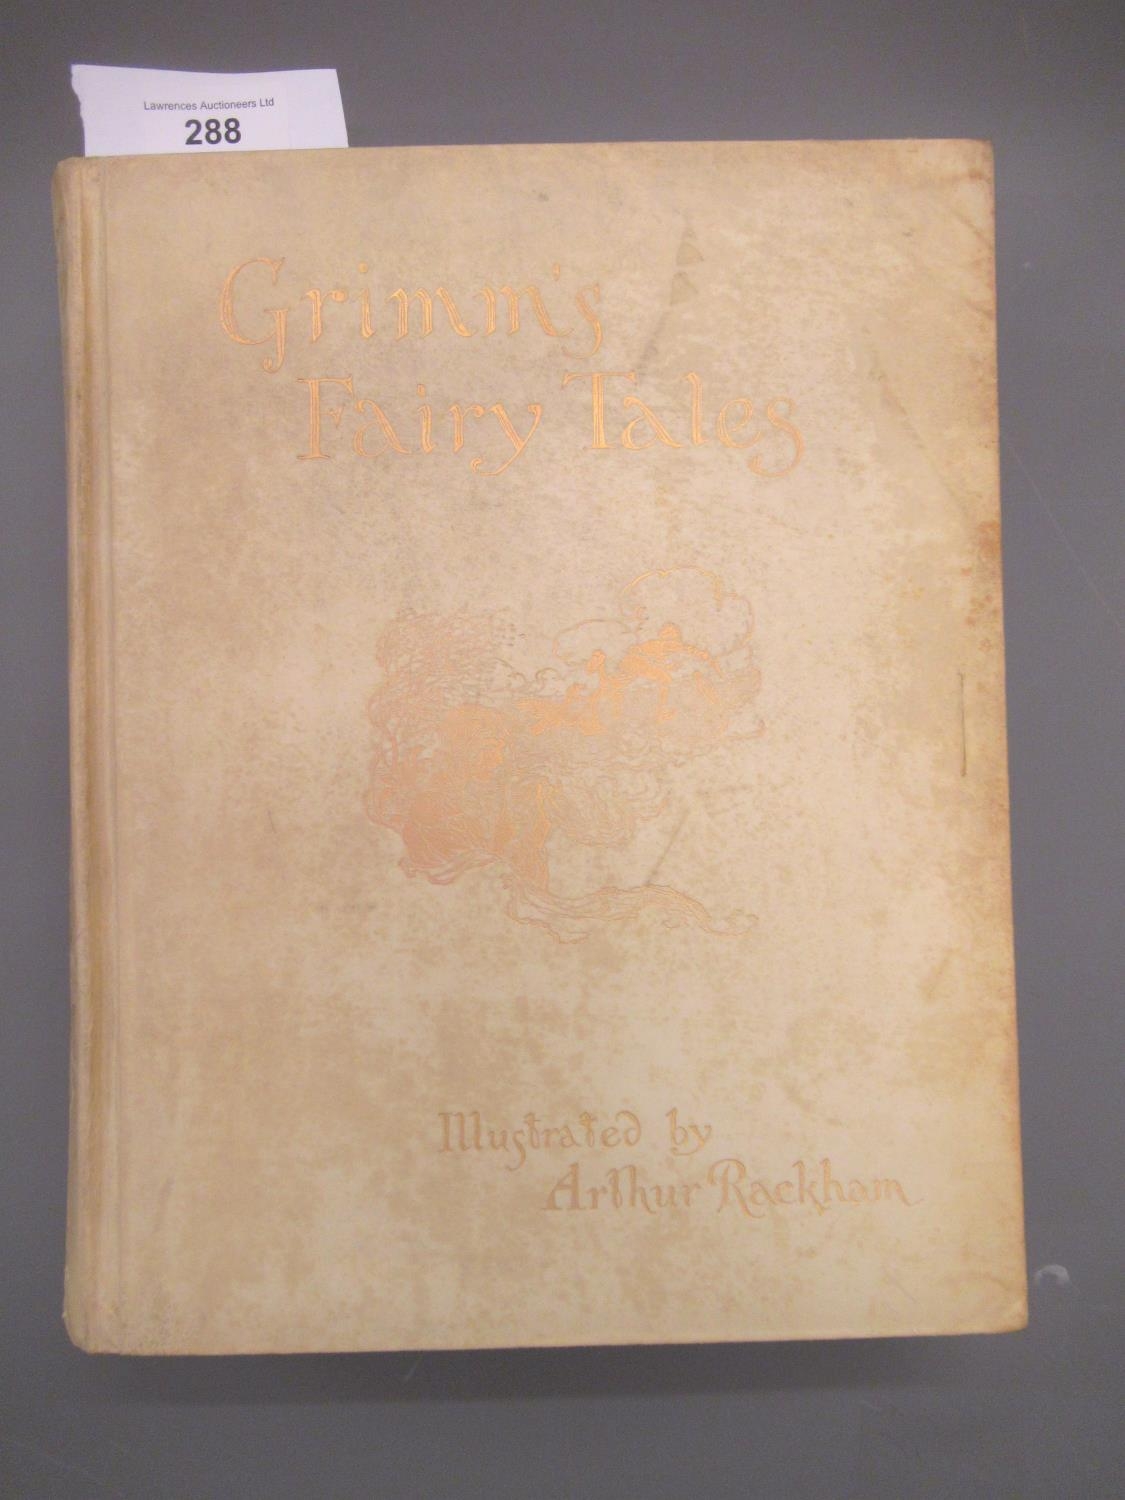 Lawrences Auctioneers Ltd
288
Grimm's
Fairy Tales
Illustrated by
Arthur Rackham